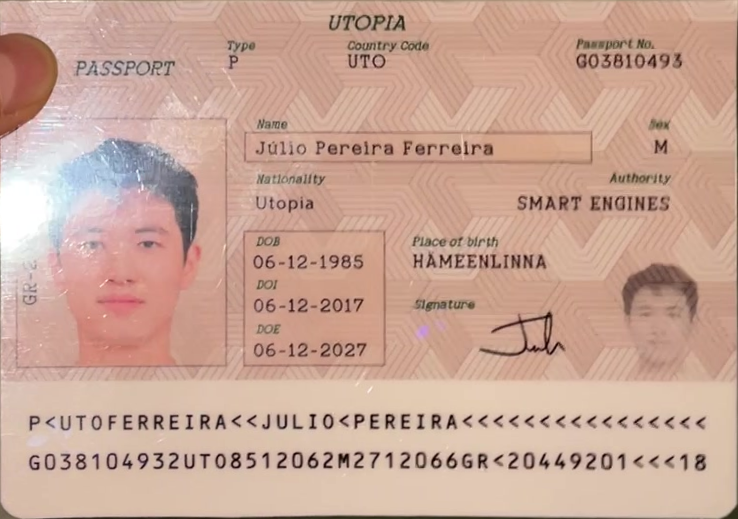 UTOPIA
PASSPORT
Type
P
Country Code
UTO
Passport No.
G03810493
Name
Júlio Pereira Ferreira
Sex
M
Nationality
Utopia
Authority
SMART ENGINES
DOB
06-12-1985
Place of birth
HÄMEENLINNA
DOI
06-12-2017
Signature
DOE
06-12-2027
P<UTOFERREIRA<<JULIO<PEREIRA<<<<<<<<<<<<<<<<
G038104932UTO8512062M2712066GR<20449201<<<18